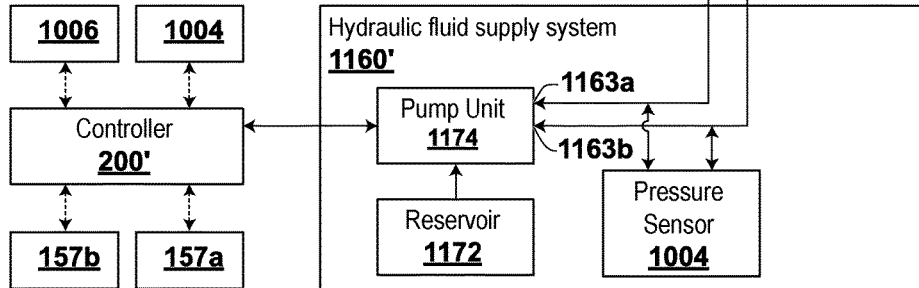 1006
1004
Hydraulic fluid supply system
1160'
1163a
Controller
200'
Pump Unit
1174
1163b
Reservoir
1172
Pressure
Sensor
1004
157b
157a